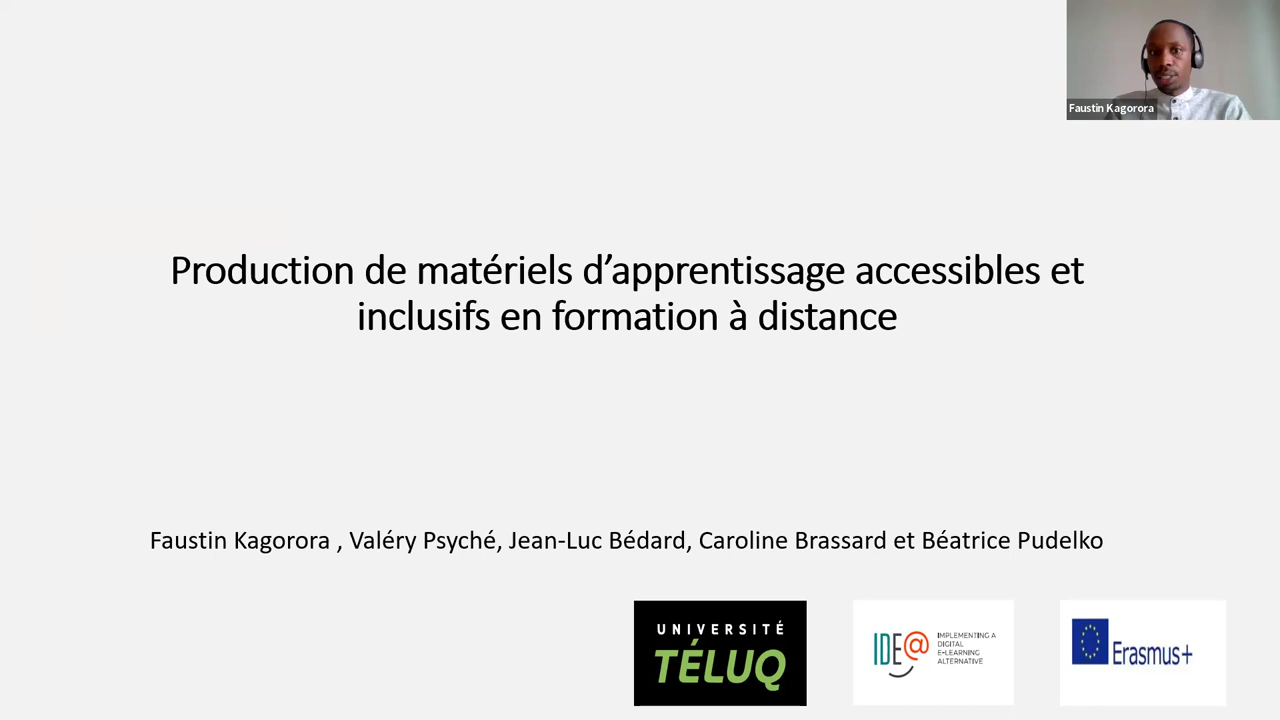 Faustin Kagorora
Production de matériels d’apprentissage accessibles et
inclusifs en formation à distance
Faustin Kagorora , Valéry Psyché, Jean-Luc Bédard, Caroline Brassard et Béatrice Pudelko
UNIVERSITÉ
TÉLUQ
IDE@
IMPLEMENTING A
DIGITAL
E•LEARNING
ALTERNATIVE
Erasmus+